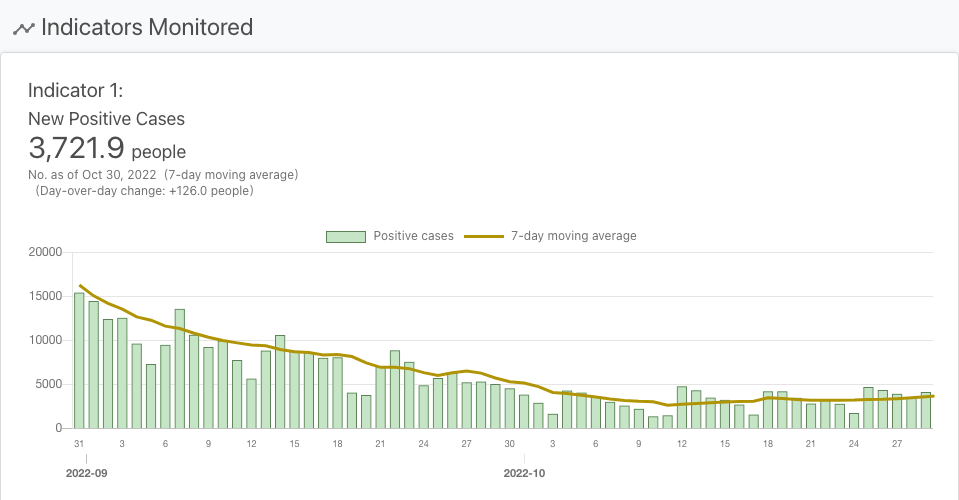 Indicators Monitored
Indicator 1:
New Positive Cases
3,721.9 people
No. as of Oct 30, 2022 (7-day moving average)
(Day-over-day change: +126.0 people)
Positive cases 7-day moving average
20000
15000
10000
5000
0
31 3 6 9 12 15 18 21 24 27 30 3 6 9 12 15 18 21 24 27
2022-09 2022-10